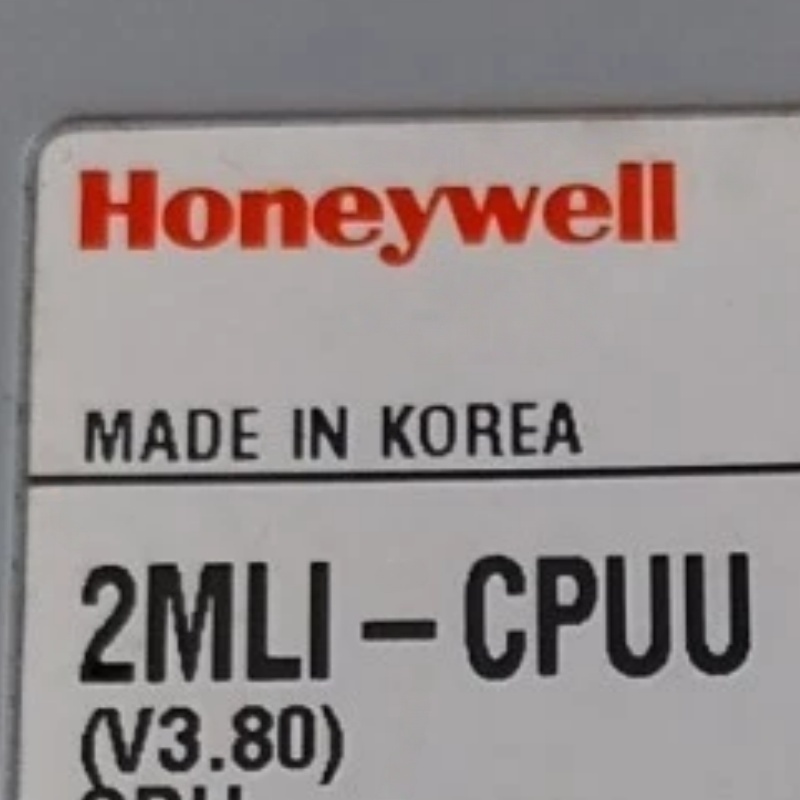 Honeywell
MADE IN KOREA
2MLI-CPUU
(V3.80)